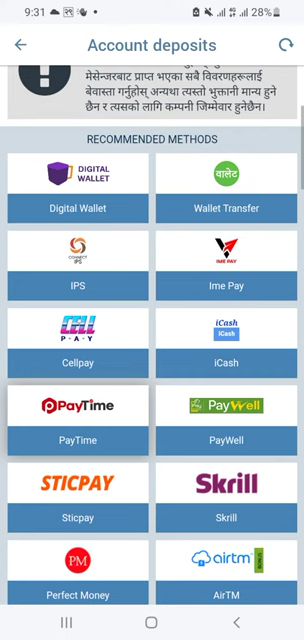 9:31
28%
Account deposits
मेसेन्जरबाट प्राप्त भएका सबै विवरणहरूलाई
बेवास्ता गर्नुहोस् अन्यथा त्यस्तो भुक्तानी मान्य हुने
छैन र त्यसको लागि कम्पनी जिम्मेवार हुनेछैन।
RECOMMENDED METHODS
DIGITAL
WALLET
Digital Wallet
वालेट
Wallet Transfer
CONNECT
IPS
IPS
IME PAY
Ime Pay
CELL
P-AY
Cellpay
iCash
iCash
iCash
PayTime
PayTime
PayWell
PayWell
STICPAY
Sticpay
Skrill
Skrill
PM
Perfect Money
airtm
AirTM